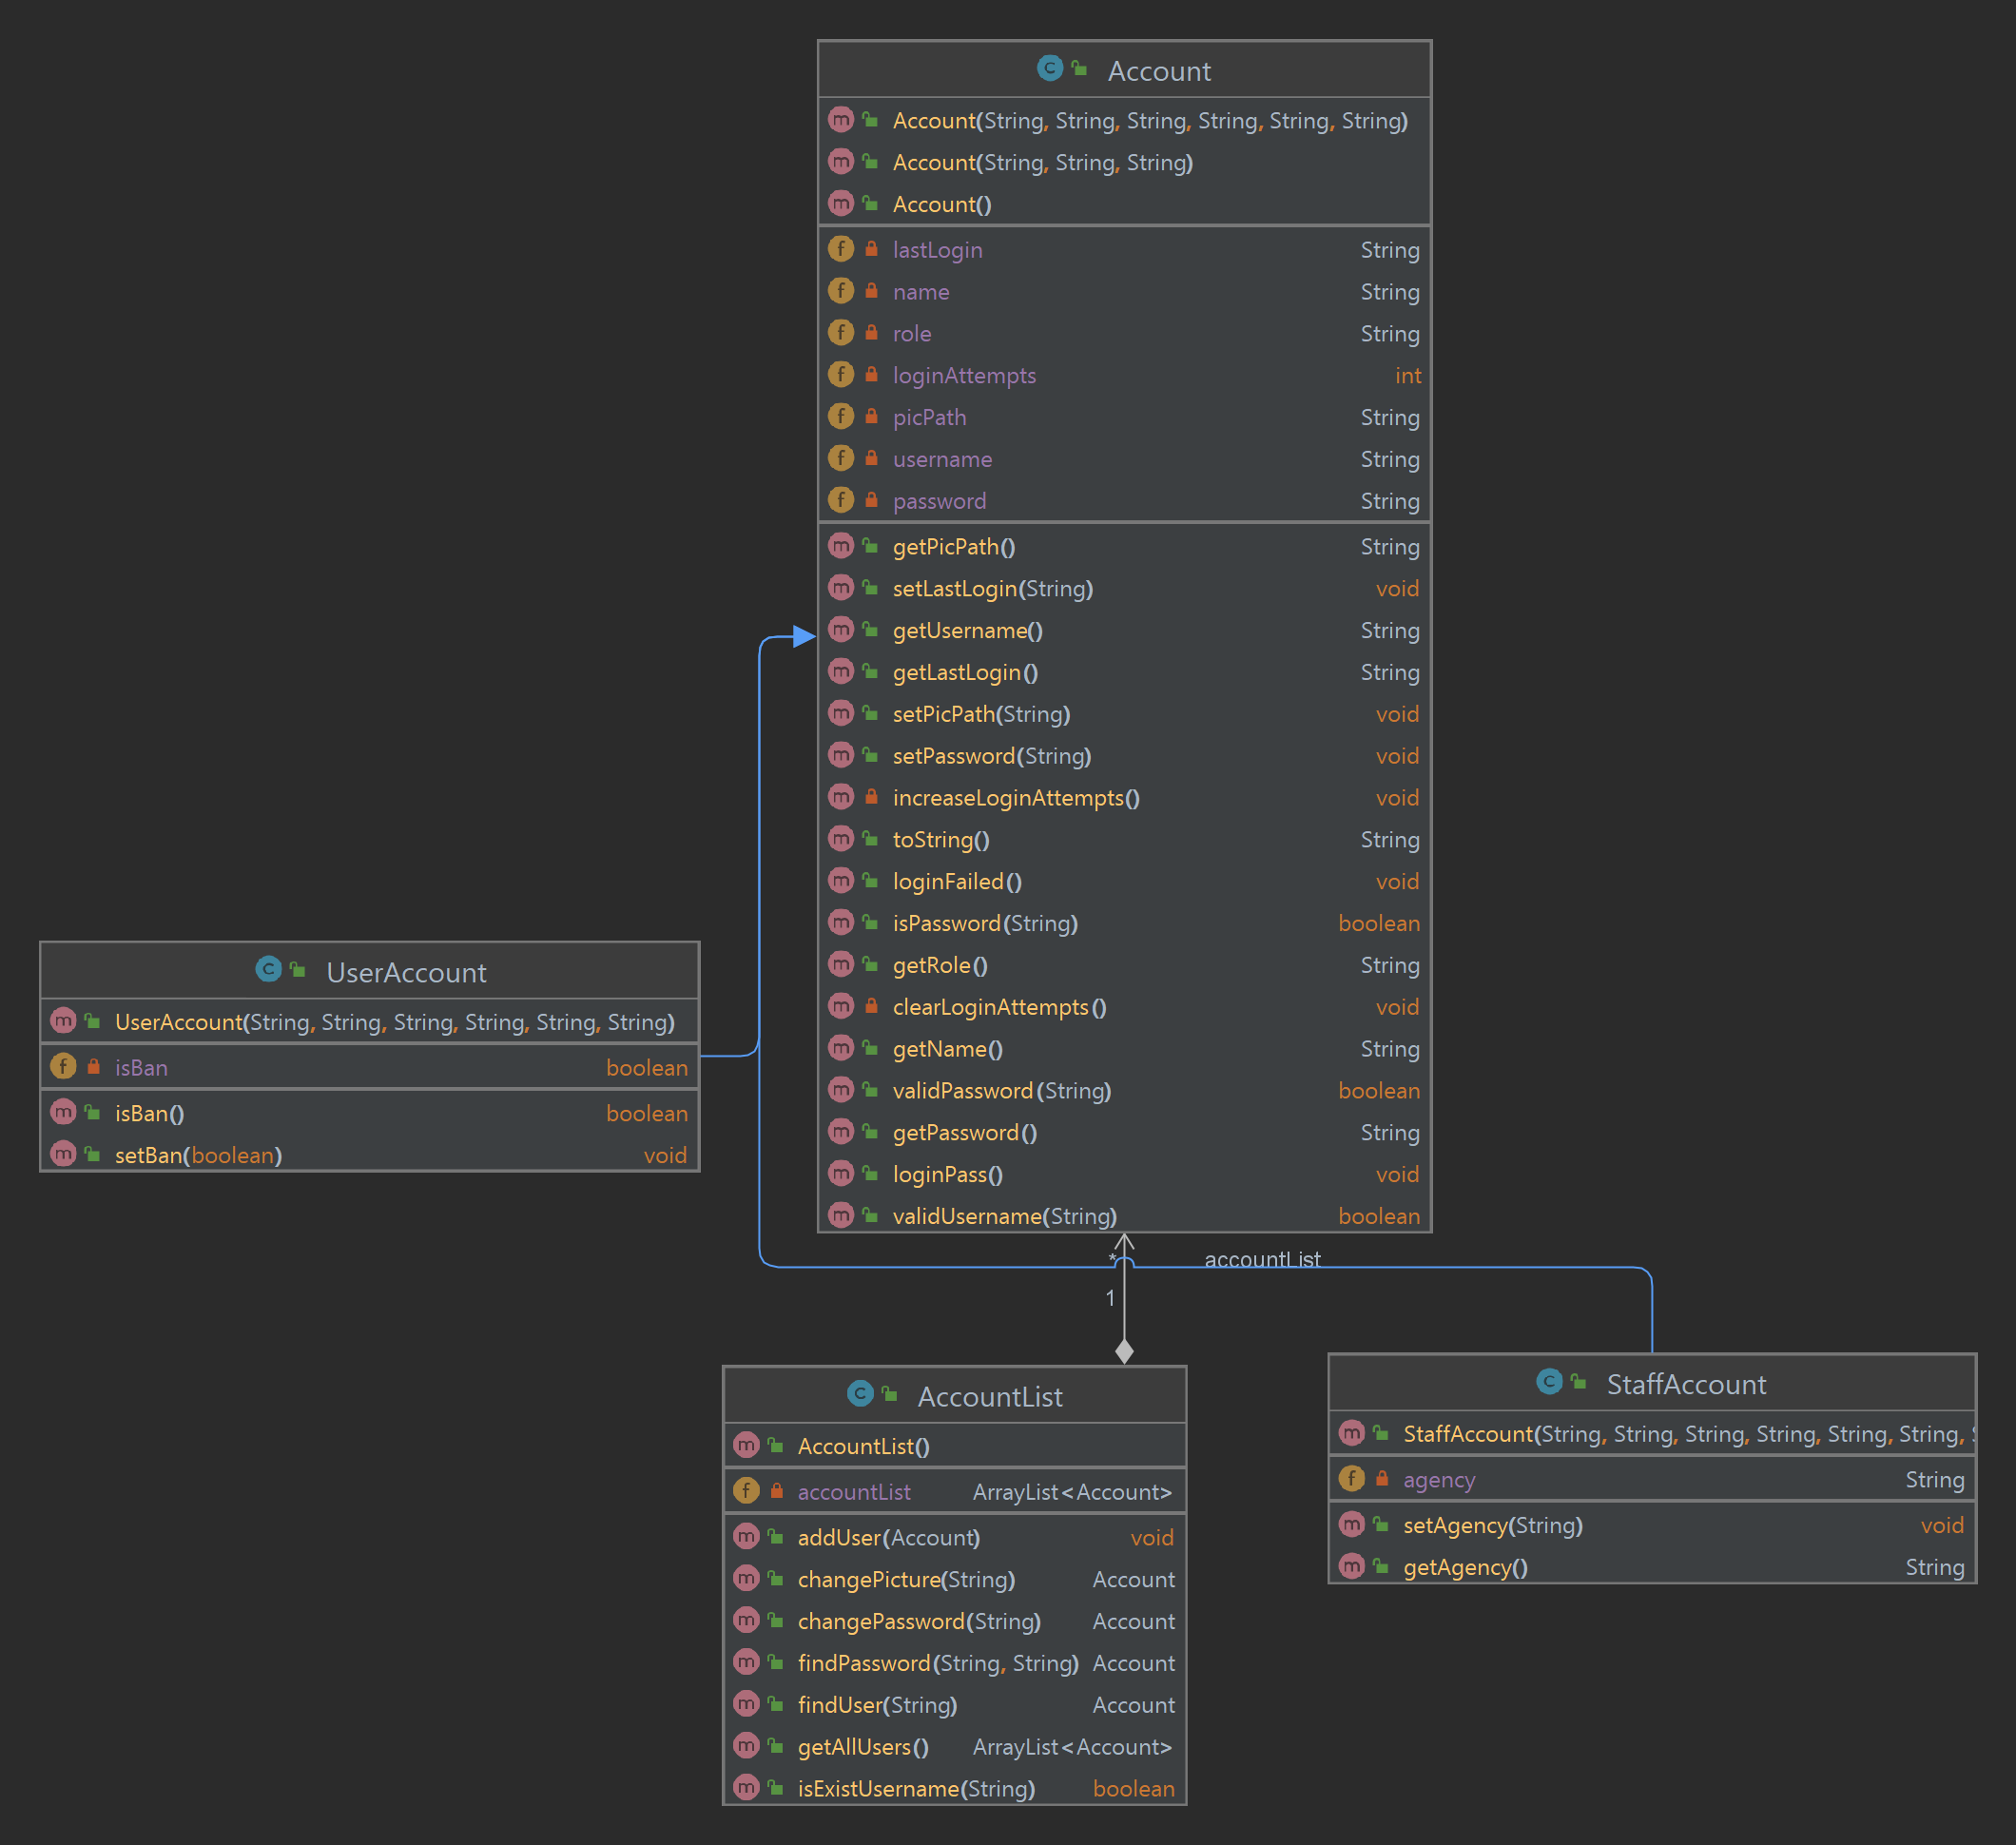 Account
Account(String, String, String, String, String, String)
Account(String, String, String)
Account()
lastLogin String
name String
role String
loginAttempts int
picPath String
username String
password String
getPicPath() String
setLastLogin(String) void
getUsername() String
getLastLogin() String
setPicPath(String) void
setPassword(String) void
increaseLoginAttempts() void
toString() String
loginFailed() void
isPassword(String) boolean
getRole() String
clearLoginAttempts() void
getName() String
validPassword(String) boolean
getPassword() String
loginPass() void
validUsername(String) boolean
UserAccount
UserAccount(String, String, String, String, String, String)
isBan boolean
isBan() boolean
setBan(boolean) void
* accountList
1
AccountList
AccountList()
accountList ArrayList<Account>
addUser(Account) void
changePicture(String) Account
changePassword(String) Account
findPassword(String, String) Account
findUser(String) Account
getAllUsers() ArrayList<Account>
isExistUsername(String) boolean
StaffAccount
StaffAccount(String, String, String, String, String, String,
agency String
setAgency(String) void
getAgency() String